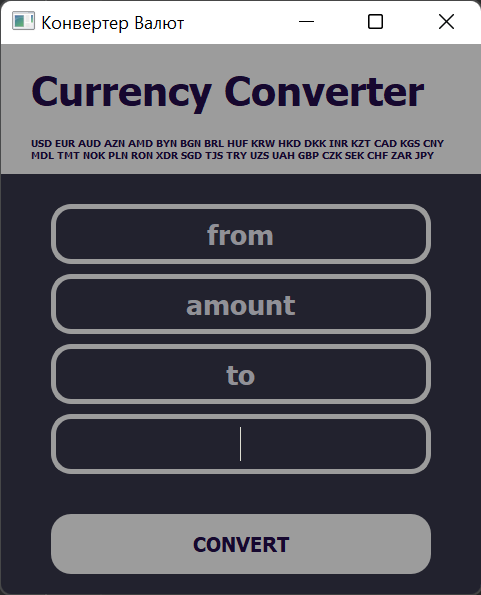 Конвертер Валют
Currency Converter
USD EUR AUD AZN AMD BYN BGN BRL HUF KRW HKD DKK INR KZT CAD KGS CNY
MDL TMT NOK PLN RON XDR SGD TJS TRY UZS UAH GBP CZK SEK CHF ZAR JPY
from
amount
to
CONVERT